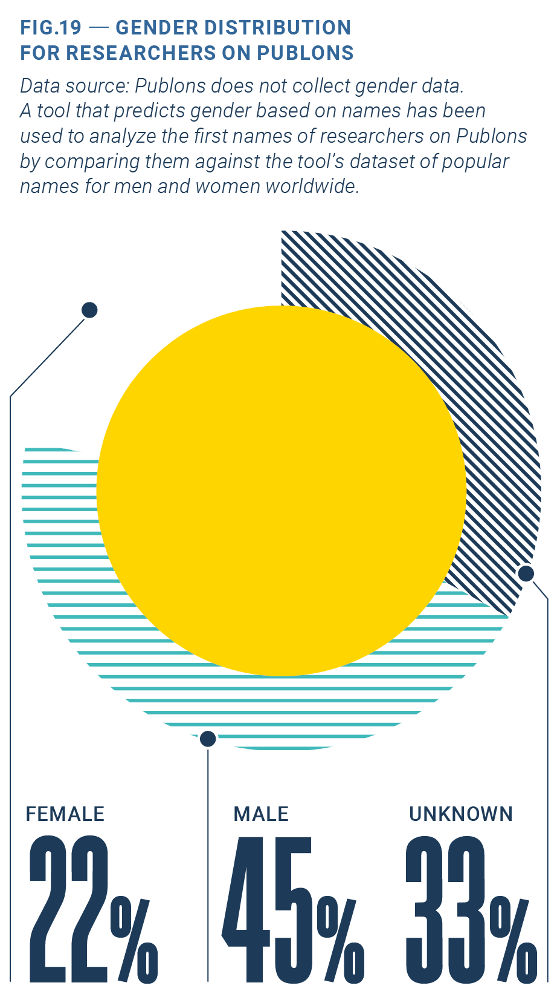 FIG.19 — GENDER DISTRIBUTION
FOR RESEARCHERS ON PUBLONS
Data source: Publons does not collect gender data.
A tool that predicts gender based on names has been
used to analyze the first names of researchers on Publons
by comparing them against the tool’s dataset of popular
names for men and women worldwide.
FEMALE
22%
MALE
45%
UNKNOWN
33%